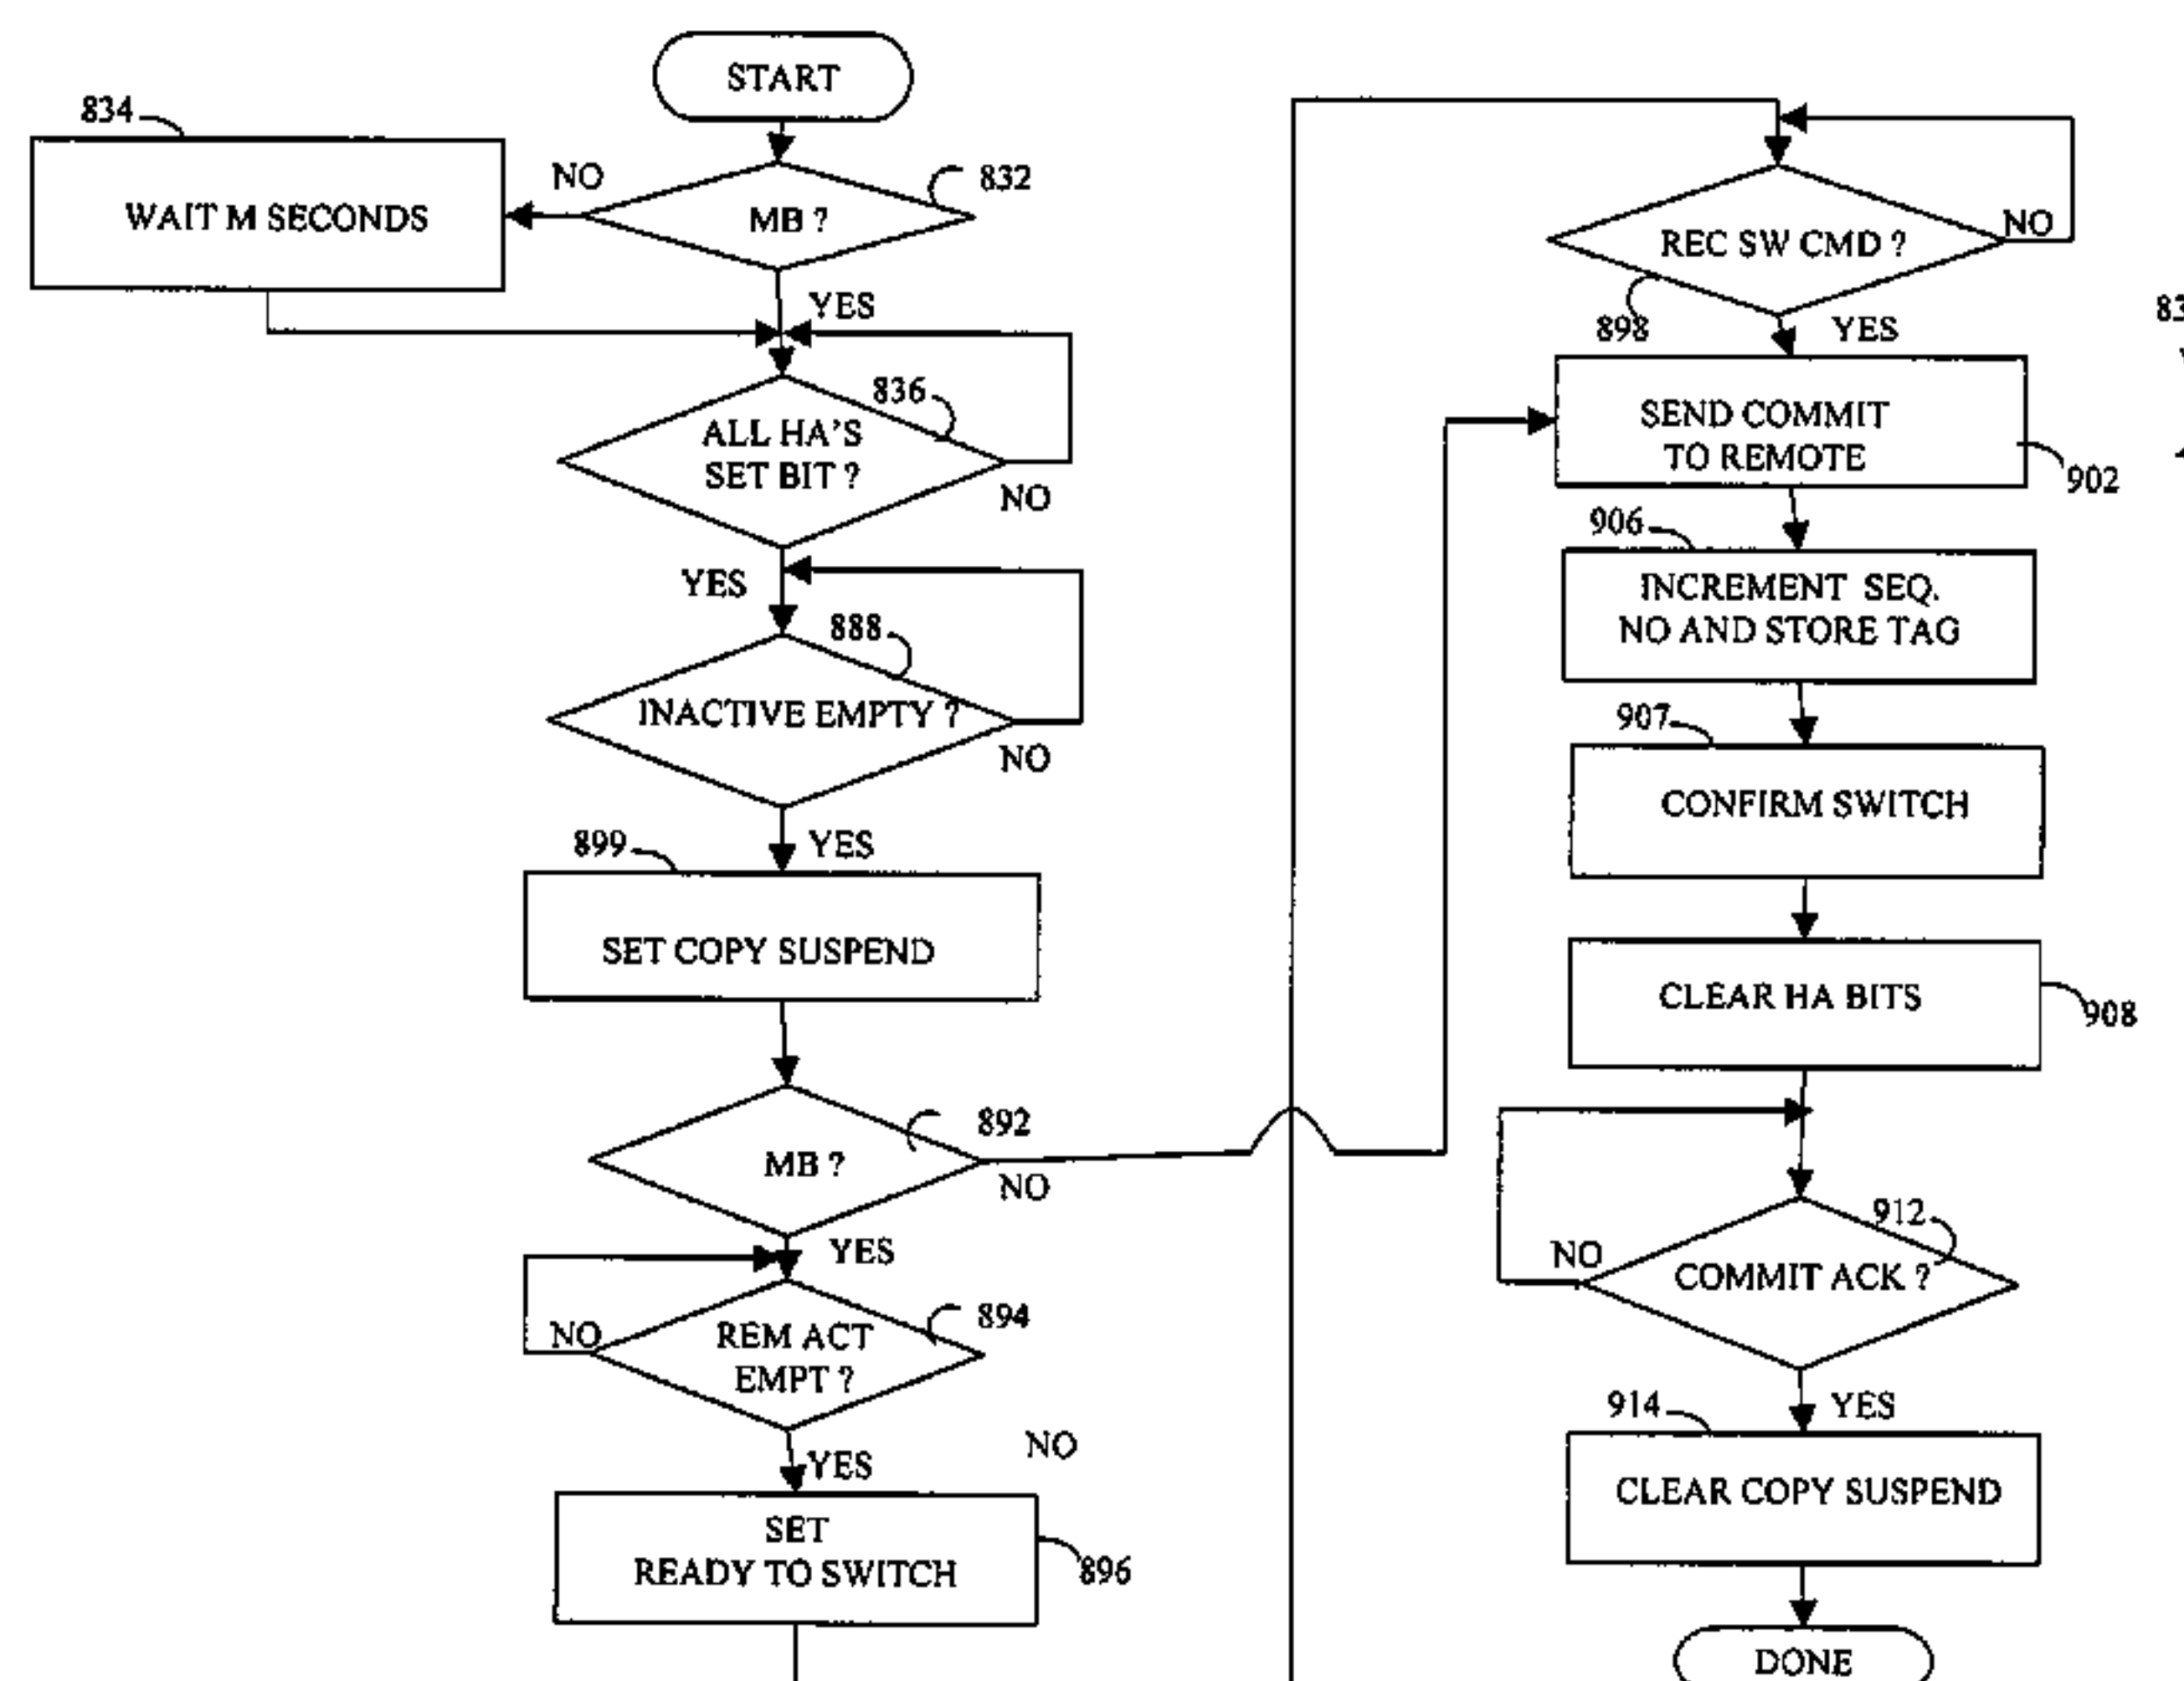 START
834
NO
832
WAIT M SECONDS
MB ?
YES
836
ALL HA'S
SET BIT ?
NO
YES
888
INACTIVE EMPTY ?
NO
899
YES
SET COPY SUSPEND
892
MB ?
NO
YES
894
NO
REM ACT
EMPT ?
NO
YES
SET
READY TO SWITCH
896
REC SW CMD ?
NO
898
YES
SEND COMMIT
TO REMOTE
902
906
INCREMENT SEQ.
NO AND STORE TAG
907
CONFIRM SWITCH
CLEAR HA BITS
908
912
NO
COMMIT ACK ?
914
YES
CLEAR COPY SUSPEND
DONE